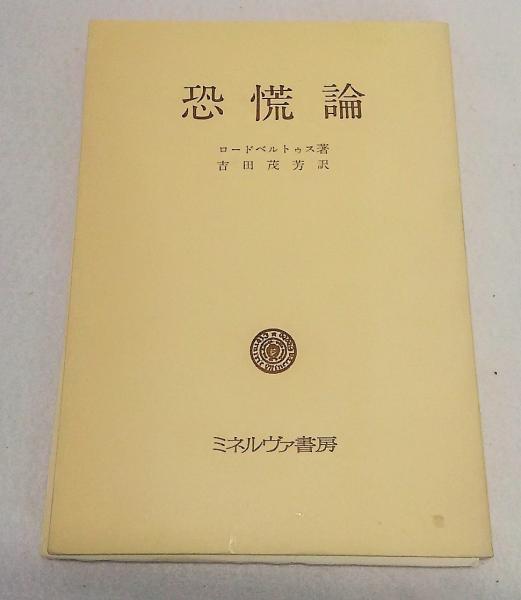 恐慌論
ロードベルトゥス著
吉田茂芳訳
ミネルヴァ書房